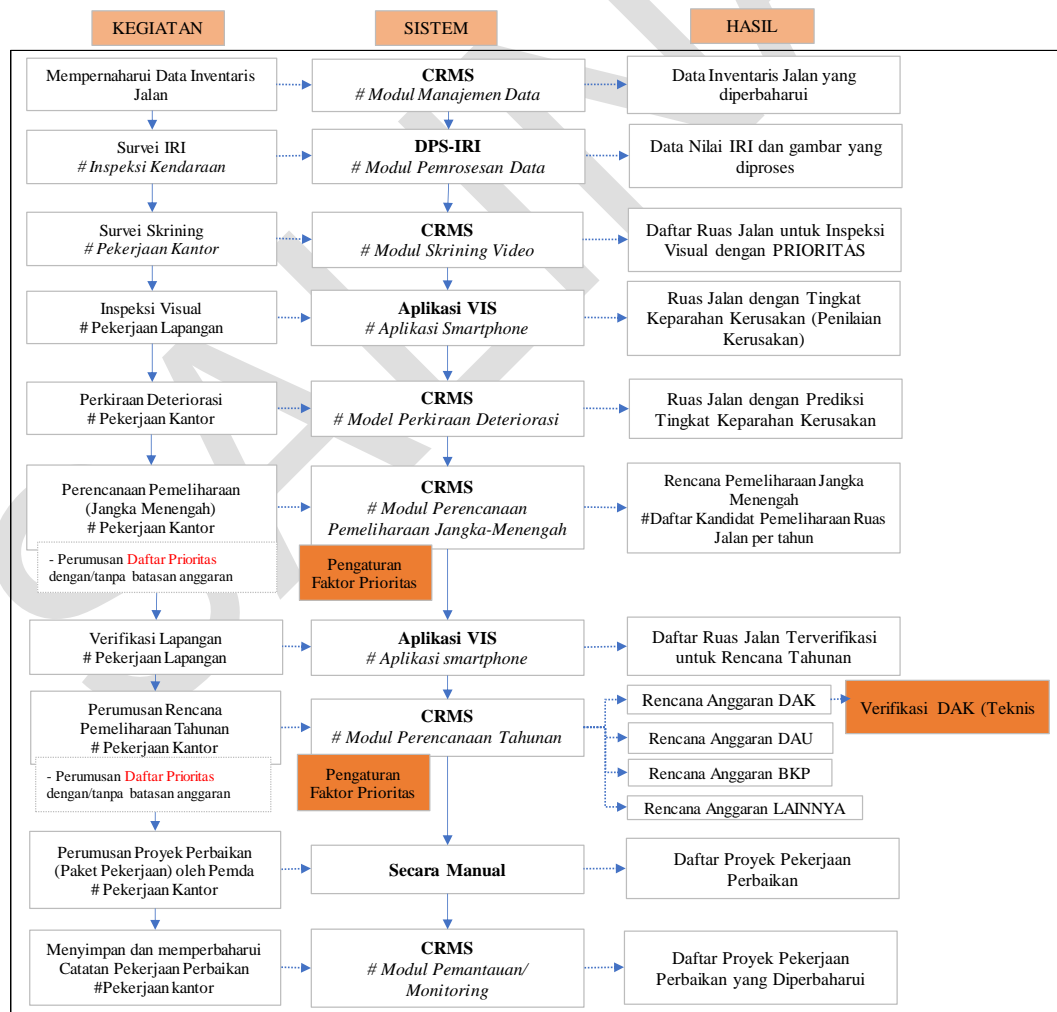 KEGIATAN
SISTEM
HASIL
Mempernaharui Data Inventaris
Jalan
CRMS
# Modul Manajemen Data
Data Inventaris Jalan yang
diperbaharui
Survei IRI
# Inspeksi Kendaraan
DPS-IRI
# Modul Pemrosesan Data
Data Nilai IRI dan gambar yang
diproses
Survei Skrining
# Pekerjaan Kantor
CRMS
# Modul Skrining Video
Daftar Ruas Jalan untuk Inspeksi
Visual dengan PRIORITAS
Inspeksi Visual
# Pekerjaan Lapangan
Aplikasi VIS
# Aplikasi Smartphone
Ruas Jalan dengan Tingkat
Keparahan Kerusakan (Penilaian
Kerusakan)
Perkiraan Deteriorasi
# Pekerjaan Kantor
CRMS
# Model Perkiraan Deteriorasi
Ruas Jalan dengan Prediksi
Tingkat Keparahan Kerusakan
Perencanaan Pemeliharaan
(Jangka Menengah)
# Pekerjaan Kantor
CRMS
# Modul Perencanaan
Pemeliharaan Jangka-Menengah
Rencana Pemeliharaan Jangka
Menengah
#Daftar Kandidat Pemeliharaan Ruas
Jalan per tahun
- Perumusan Daftar Prioritas
dengan/tanpa batasan anggaran
Pengaturan
Faktor Prioritas
Verifikasi Lapangan
# Pekerjaan Lapangan
Aplikasi VIS
# Aplikasi smartphone
Daftar Ruas Jalan Terverifikasi
untuk Rencana Tahunan
Perumusan Rencana
Pemeliharaan Tahunan
# Pekerjaan Kantor
CRMS
# Modul Perencanaan Tahunan
Rencana Anggaran DAK
Verifikasi DAK (Teknis
Rencana Anggaran DAU
Rencana Anggaran BKP
Rencana Anggaran LAINNYA
- Perumusan Daftar Prioritas
dengan/tanpa batasan anggaran
Pengaturan
Faktor Prioritas
Perumusan Proyek Perbaikan
(Paket Pekerjaan) oleh Pemda
# Pekerjaan Kantor
Secara Manual
Daftar Proyek Pekerjaan
Perbaikan
Menyimpan dan memperbaharui
Catatan Pekerjaan Perbaikan
#Pekerjaan kantor
CRMS
# Modul Pemantauan/
Monitoring
Daftar Proyek Pekerjaan
Perbaikan yang Diperbaharui